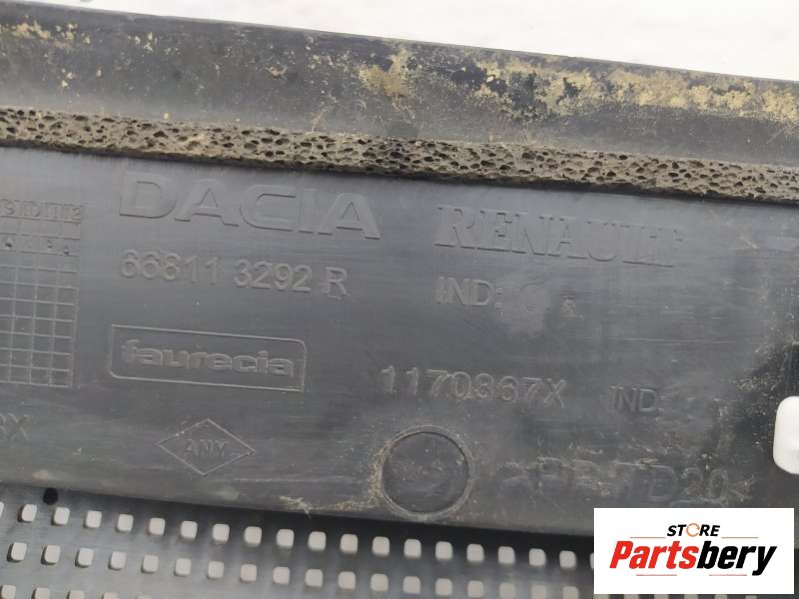 DACIA RENAULT
66811 3292 R IND:
faurecia 1170367X IND
ANY
STORE
Partsbery